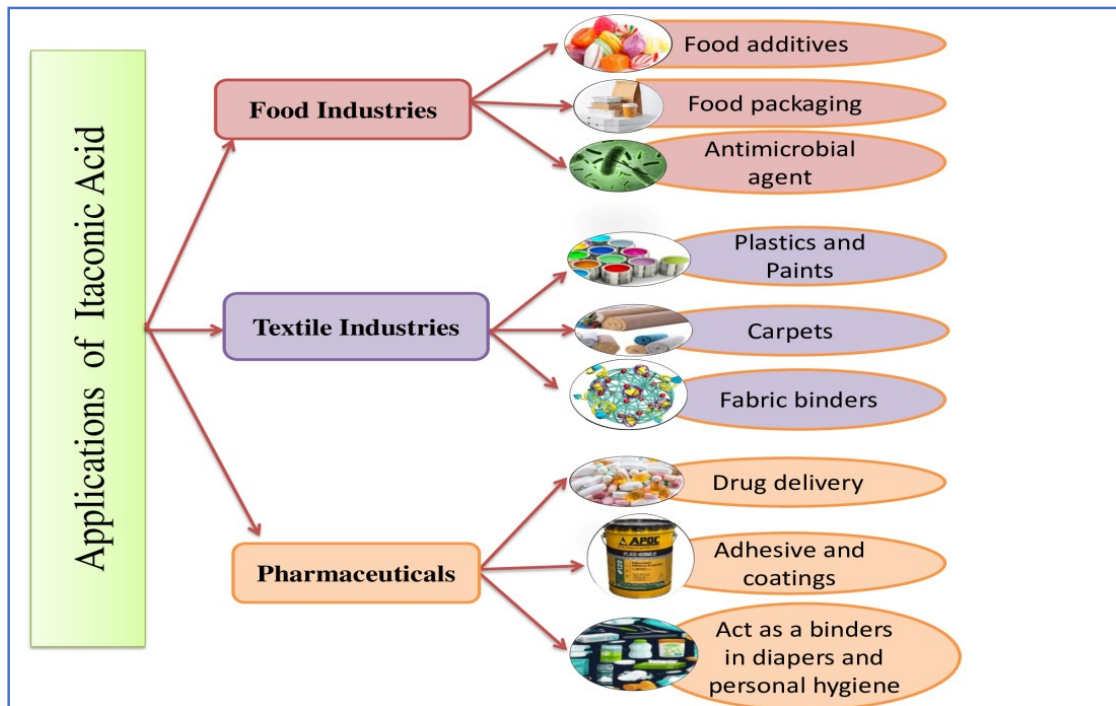 Applications of Itaconic Acid
Food Industries
Food additives
Food packaging
Antimicrobial
agent
Textile Industries
Plastics and
Paints
Carpets
Fabric binders
Pharmaceuticals
Drug delivery
APOC
Adhesive and
coatings
Act as a binders
in diapers and
personal hygiene